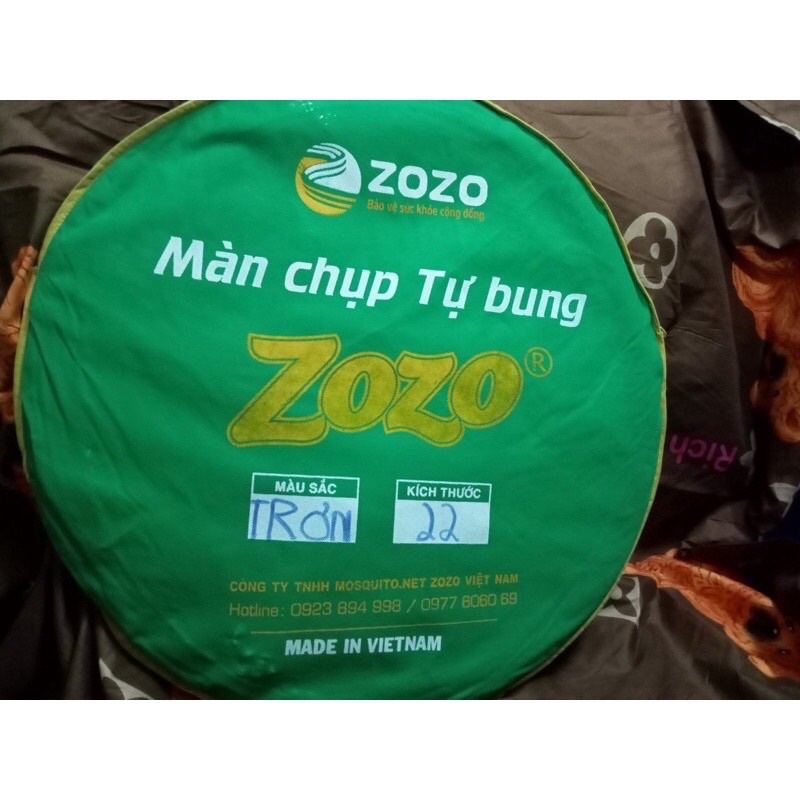 ZOZO
Bảo vệ sức khỏe cộng đồng
Màn chụp Tự bung
ZOZO®
MÀU SẮC
TRƠN
KÍCH THƯỚC
22
CÔNG TY TNHH MOSQUITO.NET ZOZO VIỆT NAM
Hotline: 0923 894 998 / 0977 6060 69
MADE IN VIETNAM
Rich